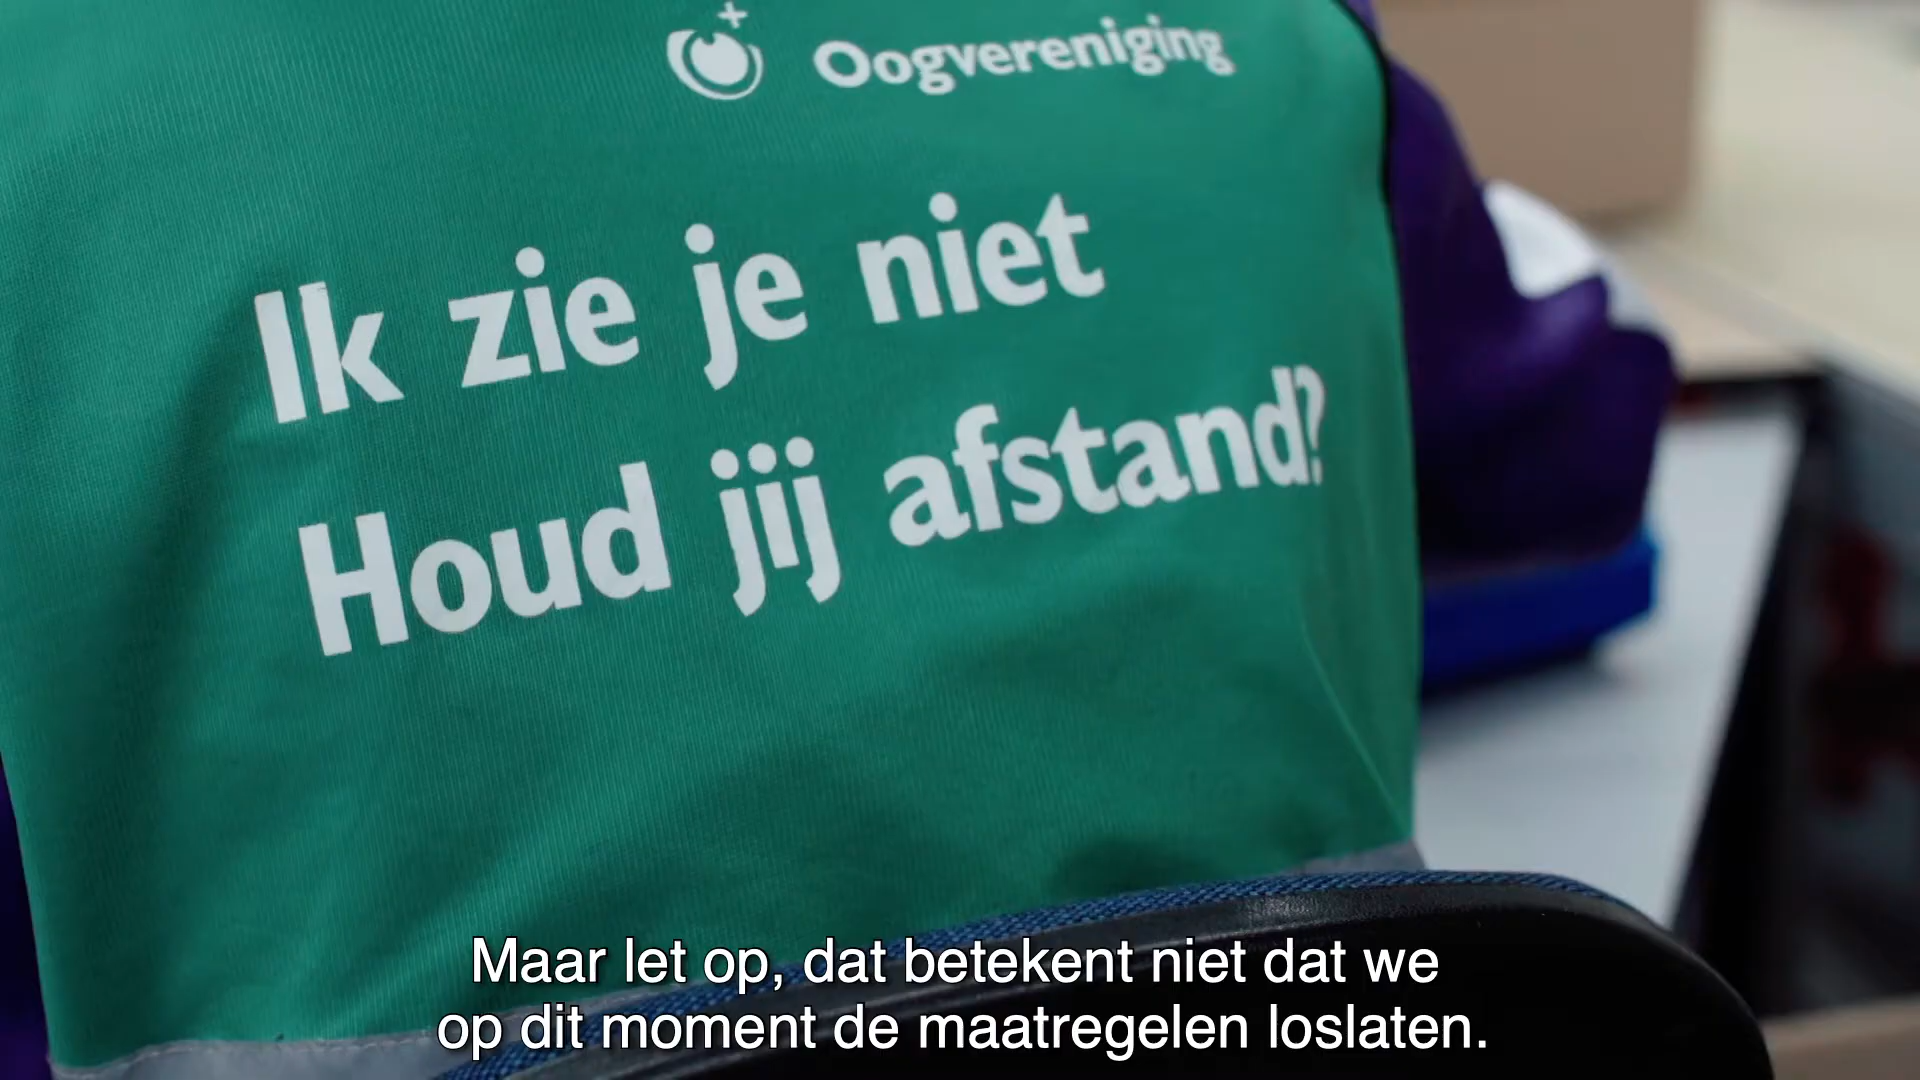 Oogvereniging
Ik zie je niet
Houd jij afstand?
Maar let op, dat betekent niet dat we
op dit moment de maatregelen loslaten.